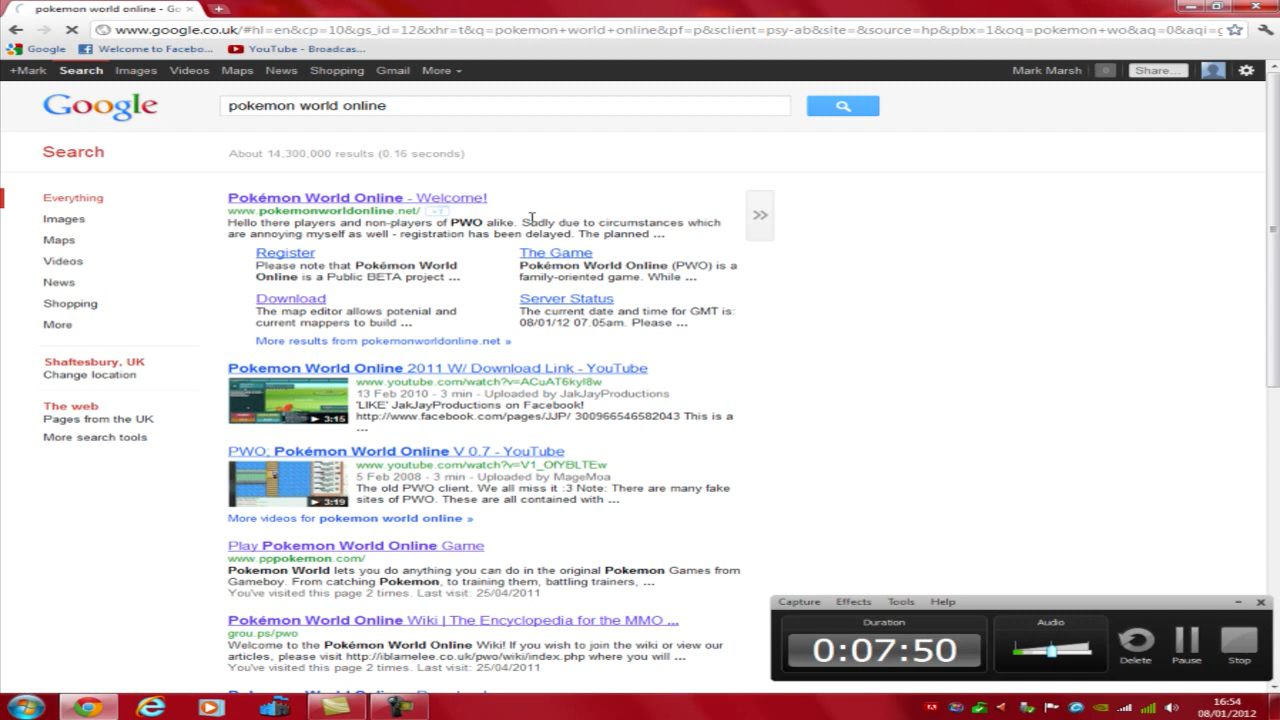 pokemon world online - Go
www.google.co.uk/#hl=en&cp=10&gs_id=12&xhr=t&q=pokemon+world+online&pf=p&sclient=psy-ab&site=&source=hp&pbx=1&oq=pokemon+wo&aq=0&aqi=
Google Welcome to Facebo... YouTube - Broadcas...
+Mark Search Images Videos Maps News Shopping Gmail More Mark Marsh 0 Share...
Google pokemon world online
Search About 14,300,000 results (0.16 seconds)
Everything
Images
Maps
Videos
News
Shopping
More
Shaftesbury, UK
Change location
The web
Pages from the UK
More search tools
Pokémon World Online - Welcome!
www.pokemonworldonline.net/ +1
Hello there players and non-players of PWO alike. Sadly due to circumstances which
are annoying myself as well - registration has been delayed. The planned ...
Register
Please note that Pokémon World
Online is a Public BETA project ...
The Game
Pokémon World Online (PWO) is a
family-oriented game. While ...
Download
The map editor allows potenial and
current mappers to build ...
Server Status
The current date and time for GMT is:
08/01/12 07.05am. Please ...
More results from pokemonworldonline.net »
Pokemon World Online 2011 W/ Download Link - YouTube
www.youtube.com/watch?v=ACuAT6kyI8w
13 Feb 2010 - 3 min - Uploaded by JakJayProductions
'LIKE' JakJayProductions on Facebook!
http://www.facebook.com/pages/JJP/ 300966546582043 This is a
...
3:15
PWO; Pokémon World Online V 0.7 - YouTube
www.youtube.com/watch?v=V1_OfYBLTEw
5 Feb 2008 - 3 min - Uploaded by MageMoa
The old PWO client. We all miss it :3 Note: There are many fake
sites of PWO. These are all contained with ...
3:19
More videos for pokemon world online »
Play Pokemon World Online Game
www.pppokemon.com/
Pokemon World lets you do anything you can do in the original Pokemon Games from
Gameboy. From catching Pokemon, to training them, battling trainers, ...
You've visited this page 2 times. Last visit: 25/04/2011
Pokémon World Online Wiki | The Encyclopedia for the MMO ...
grou.ps/pwo
Welcome to the Pokémon World Online Wiki! If you wish to join the wiki or view our
articles, please visit http://iblamelee.co.uk/pwo/wiki/index.php where you will ...
You've visited this page 2 times. Last visit: 25/04/2011
Capture Effects Tools Help
Duration
0:07:50
Audio
Delete Pause Stop
16:54
08/01/2012